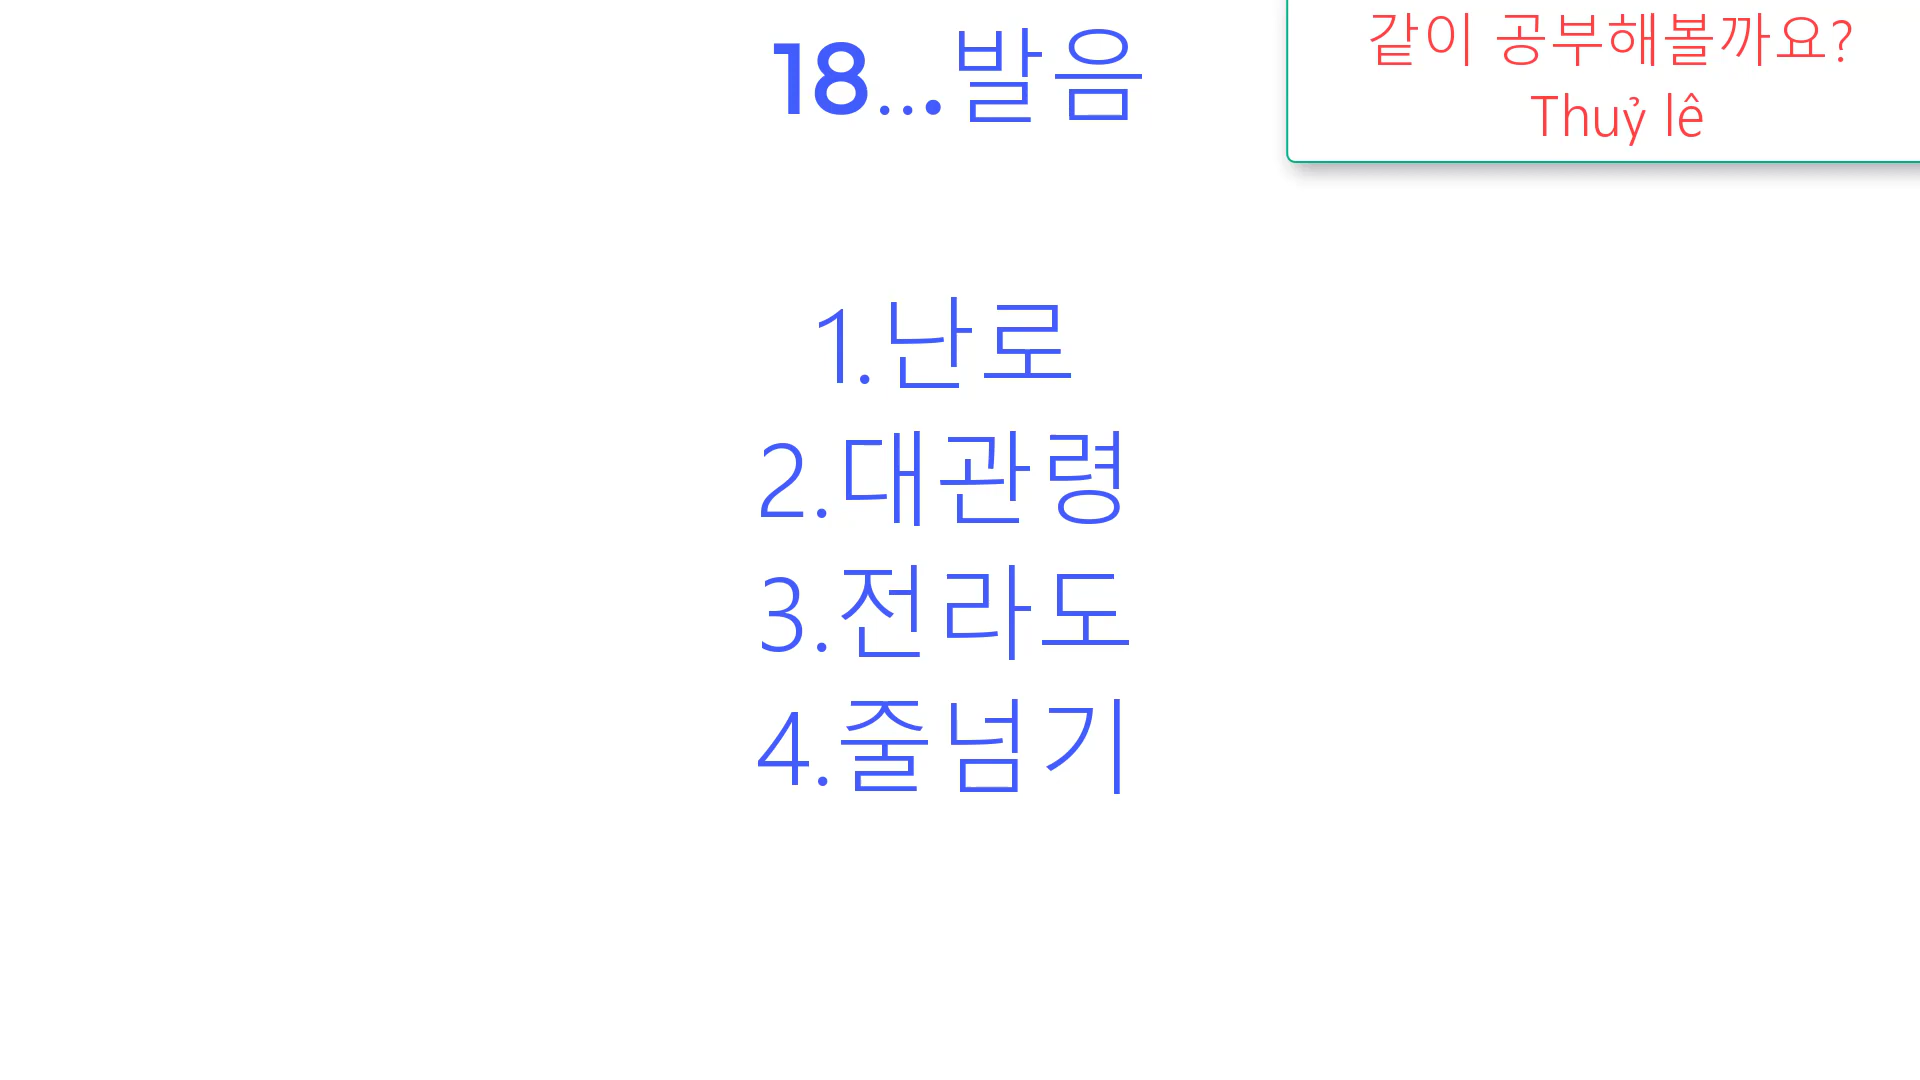 18...발음
같이 공부해볼까요?
Thuỷ lê
1.난로
2.대관령
3.전라도
4.줄넘기